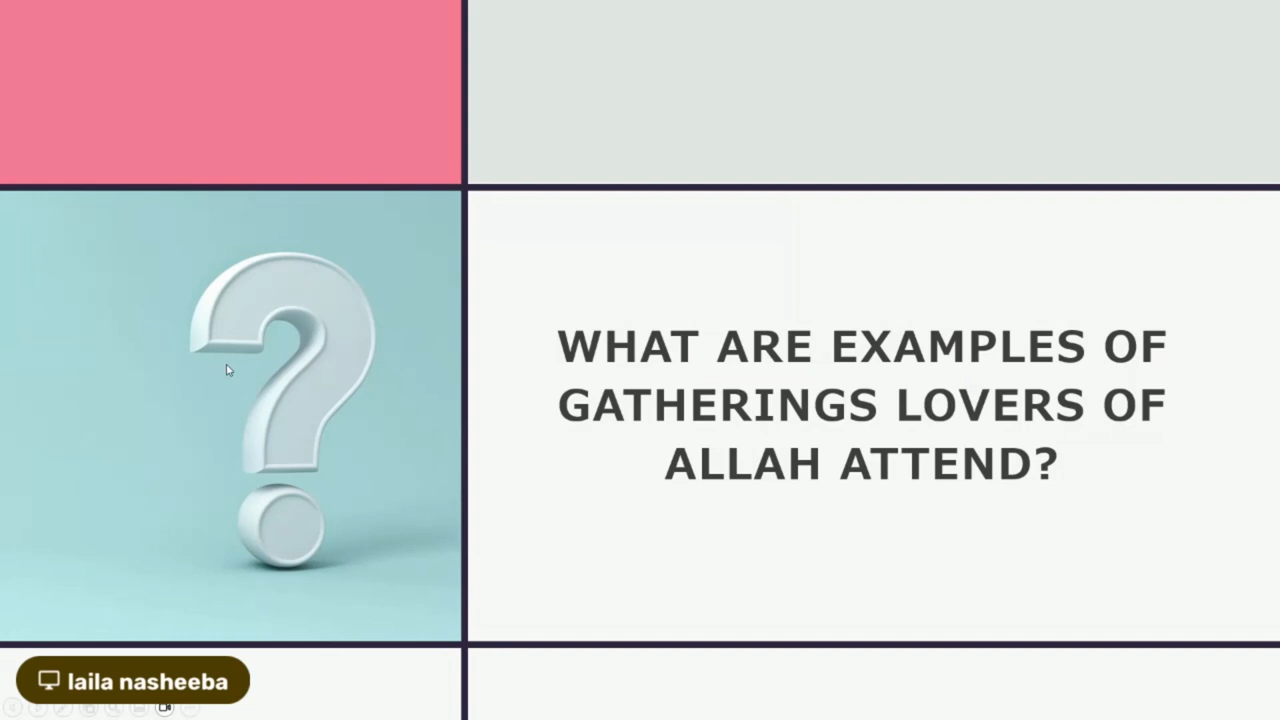 WHAT ARE EXAMPLES OF
GATHERINGS LOVERS OF
ALLAH ATTEND?
laila nasheeba